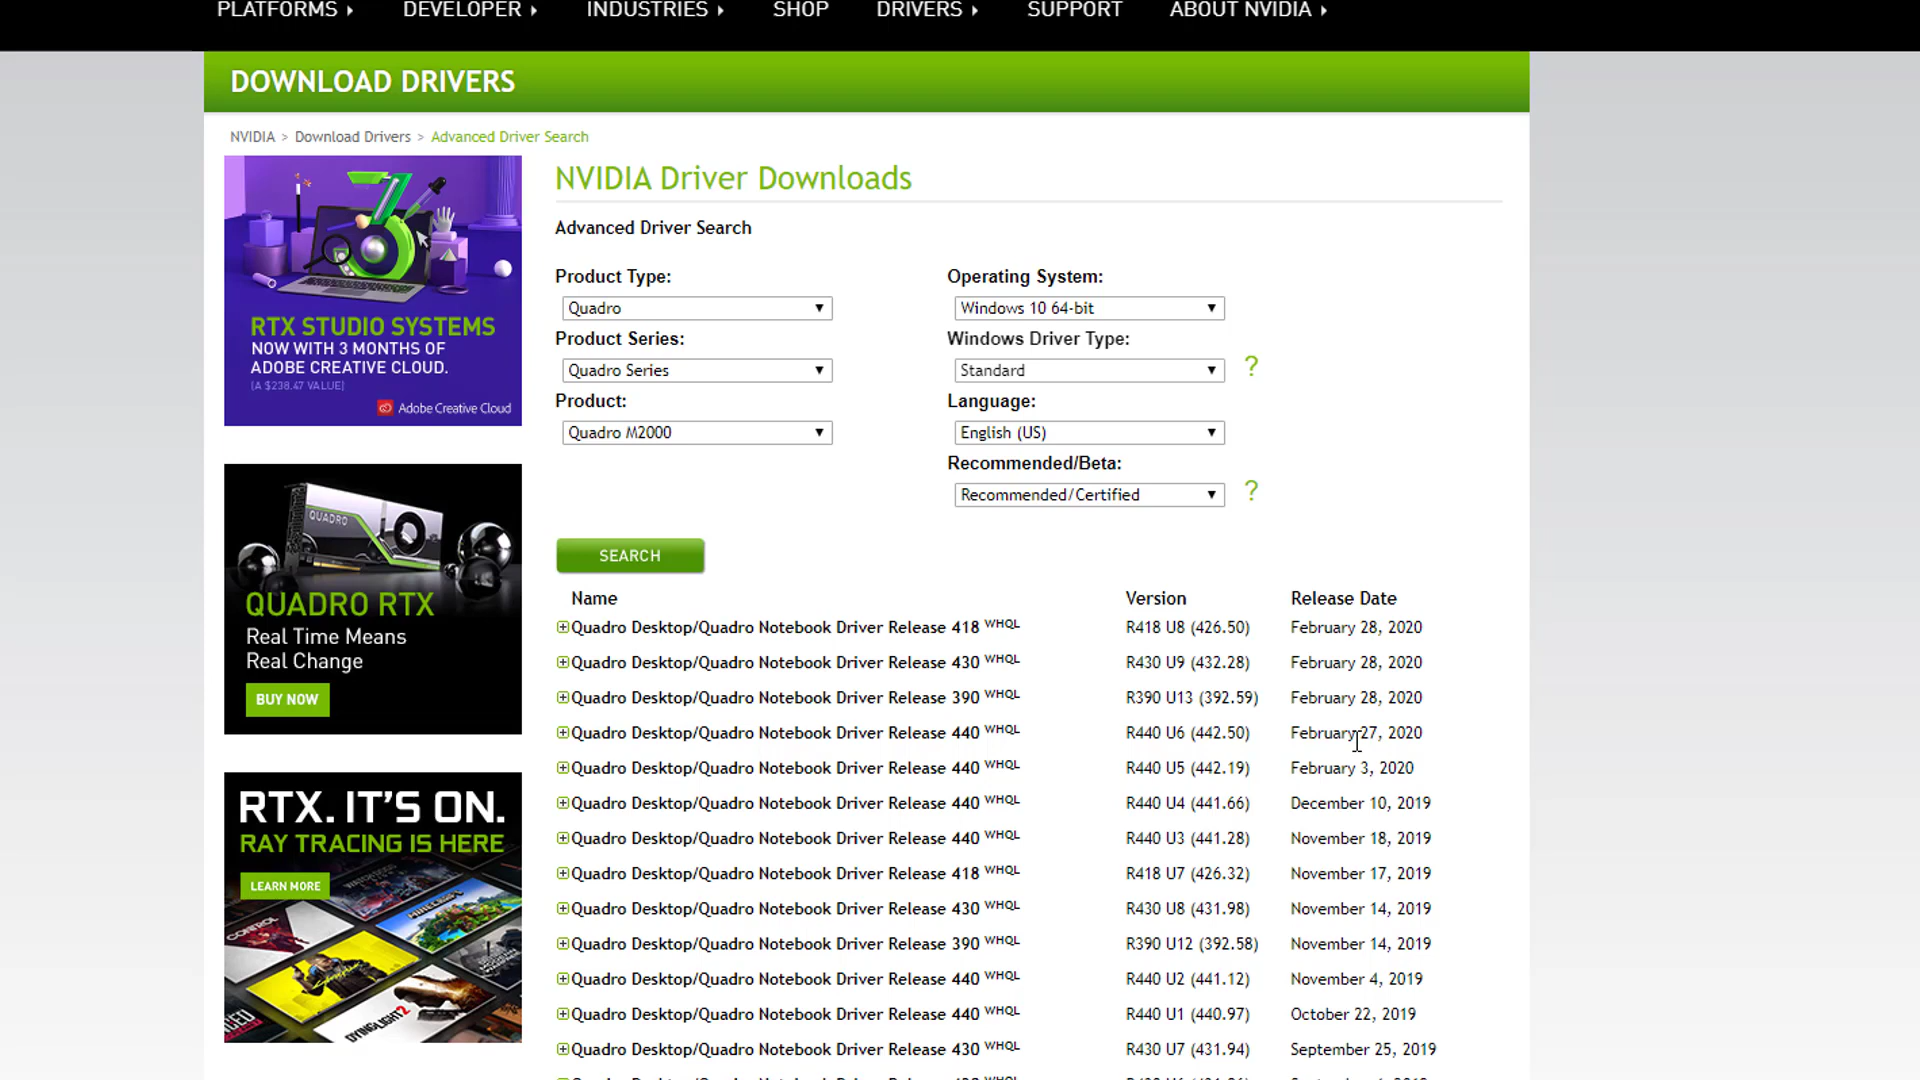 PLATFORMS
DEVELOPER
INDUSTRIES
SHOP
DRIVERS
SUPPORT
ABOUT NVIDIA
DOWNLOAD DRIVERS
NVIDIA > Download Drivers > Advanced Driver Search
RTX STUDIO SYSTEMS
NOW WITH 3 MONTHS OF
ADOBE CREATIVE CLOUD.
(A $238.47 VALUE)
Adobe Creative Cloud
QUADRO
QUADRO RTX
Real Time Means
Real Change
BUY NOW
RTX. IT'S ON.
RAY TRACING IS HERE
LEARN MORE
CONTROL
MINECRAFT
DYING LIGHT 2
NVIDIA Driver Downloads
Advanced Driver Search
Product Type:
Quadro
Product Series:
Quadro Series
Product:
Quadro M2000
Operating System:
Windows 10 64-bit
Windows Driver Type:
Standard
?
Language:
English (US)
Recommended/Beta:
Recommended/Certified
?
SEARCH
Name Version Release Date
Quadro Desktop/Quadro Notebook Driver Release 418 WHQL R418 U8 (426.50) February 28, 2020
Quadro Desktop/Quadro Notebook Driver Release 430 WHQL R430 U9 (432.28) February 28, 2020
Quadro Desktop/Quadro Notebook Driver Release 390 WHQL R390 U13 (392.59) February 28, 2020
Quadro Desktop/Quadro Notebook Driver Release 440 WHQL R440 U6 (442.50) February 27, 2020
Quadro Desktop/Quadro Notebook Driver Release 440 WHQL R440 U5 (442.19) February 3, 2020
Quadro Desktop/Quadro Notebook Driver Release 440 WHQL R440 U4 (441.66) December 10, 2019
Quadro Desktop/Quadro Notebook Driver Release 440 WHQL R440 U3 (441.28) November 18, 2019
Quadro Desktop/Quadro Notebook Driver Release 418 WHQL R418 U7 (426.32) November 17, 2019
Quadro Desktop/Quadro Notebook Driver Release 430 WHQL R430 U8 (431.98) November 14, 2019
Quadro Desktop/Quadro Notebook Driver Release 390 WHQL R390 U12 (392.58) November 14, 2019
Quadro Desktop/Quadro Notebook Driver Release 440 WHQL R440 U2 (441.12) November 4, 2019
Quadro Desktop/Quadro Notebook Driver Release 440 WHQL R440 U1 (440.97) October 22, 2019
Quadro Desktop/Quadro Notebook Driver Release 430 WHQL R430 U7 (431.94) September 25, 2019